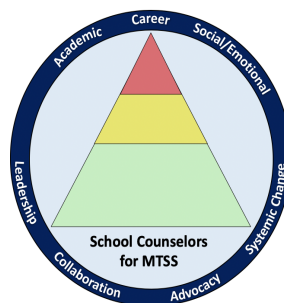 Academic
Career
Social/Emotional
Leadership
Systemic Change
School Counselors
for MTSS
Collaboration
Advocacy